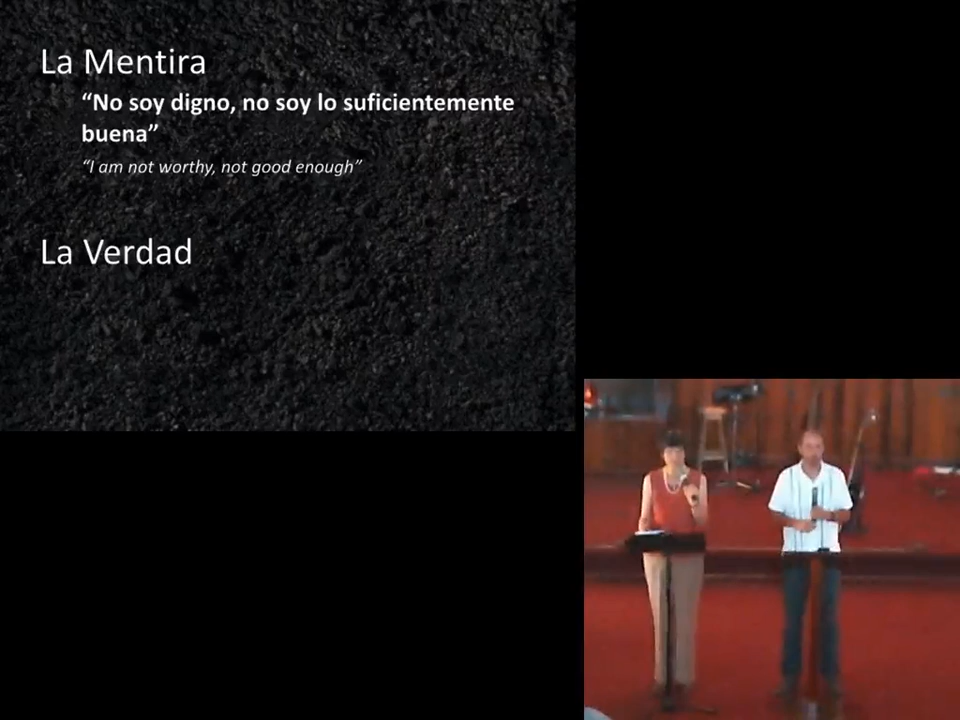 La Mentira
“No soy digno, no soy lo suficientemente
buena”
“I am not worthy, not good enough”
La Verdad